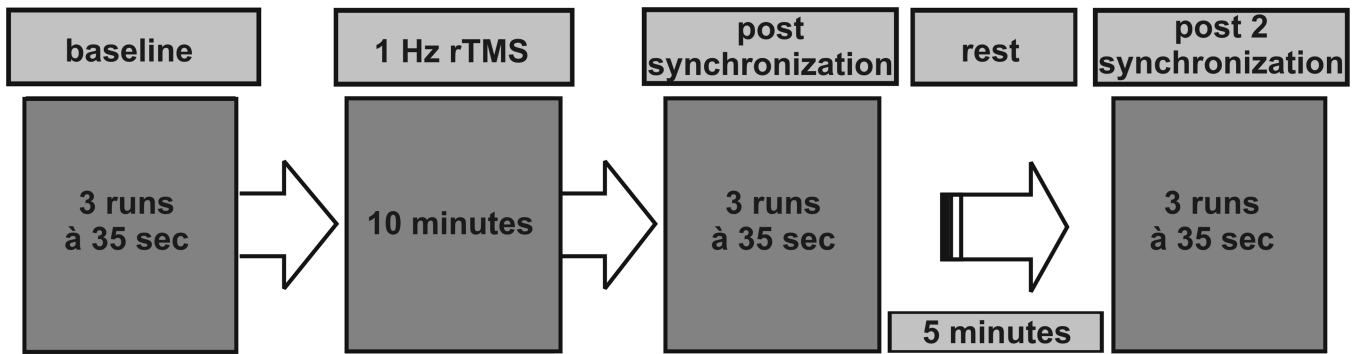 baseline
1 Hz rTMS
post
synchronization
rest
post 2
synchronization
3 runs
à 35 sec
10 minutes
3 runs
à 35 sec
3 runs
à 35 sec
5 minutes